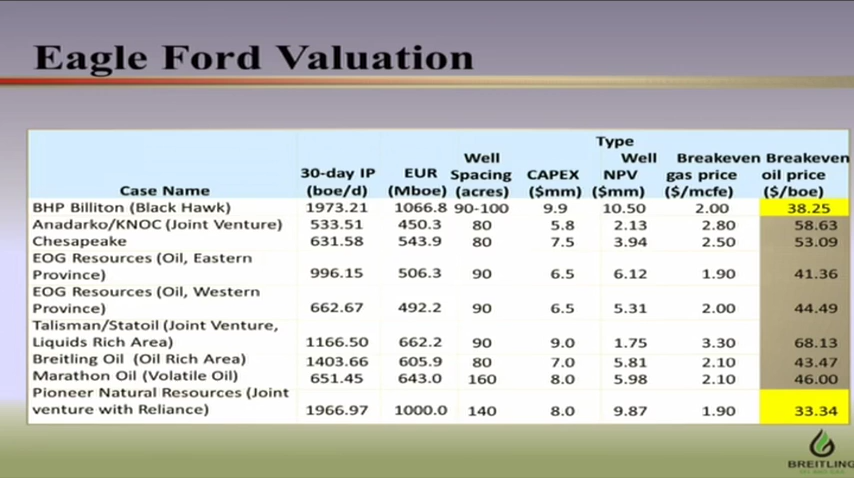 Eagle Ford Valuation
Type
Well Well Breakeven Breakeven
30-day IP EUR Spacing CAPEX NPV gas price oil price
Case Name (boe/d) (Mboe) (acres) ($mm) ($mm) ($/mcfe) ($/boe)
BHP Billiton (Black Hawk) 1973.21 1066.8 90-100 9.9 10.50 2.00 38.25
Anadarko/KNOC (Joint Venture) 533.51 450.3 80 5.8 2.13 2.80 58.63
Chesapeake 631.58 543.9 80 7.5 3.94 2.50 53.09
EOG Resources (Oil, Eastern
Province) 996.15 506.3 90 6.5 6.12 1.90 41.36
EOG Resources (Oil, Western
Province) 662.67 492.2 90 6.5 5.31 2.00 44.49
Talisman/Statoil (Joint Venture,
Liquids Rich Area) 1166.50 662.2 90 9.0 1.75 3.30 68.13
Breitling Oil (Oil Rich Area) 1403.66 605.9 80 7.0 5.81 2.10 43.47
Marathon Oil (Volatile Oil) 651.45 643.0 160 8.0 5.98 2.10 46.00
Pioneer Natural Resources (Joint
venture with Reliance) 1966.97 1000.0 140 8.0 9.87 1.90 33.34
BREITLING